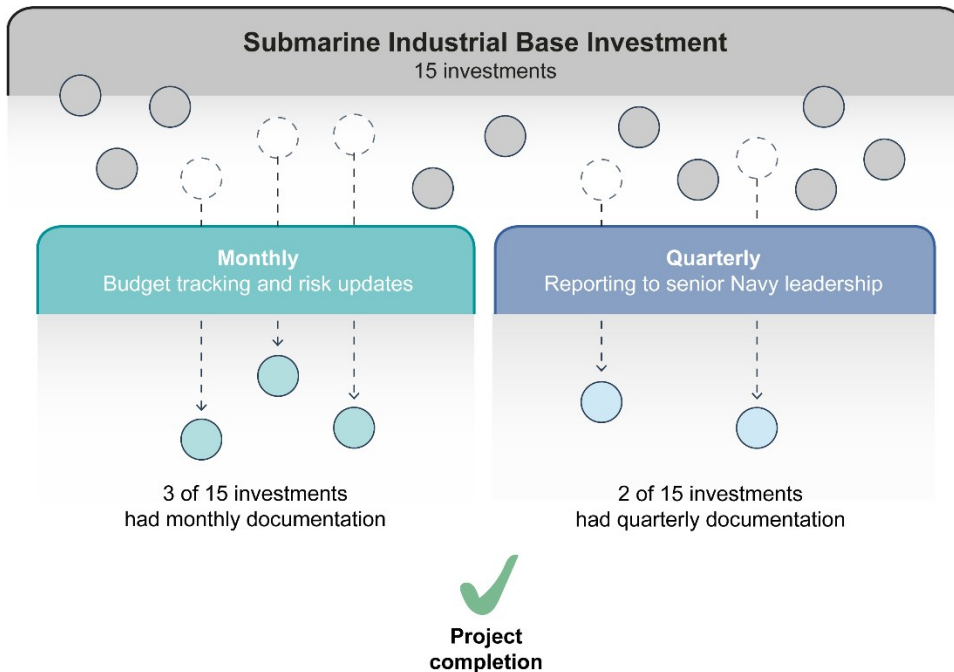 Submarine Industrial Base Investment
15 investments
Monthly
Budget tracking and risk updates
Quarterly
Reporting to senior Navy leadership
3 of 15 investments
had monthly documentation
2 of 15 investments
had quarterly documentation
Project
completion